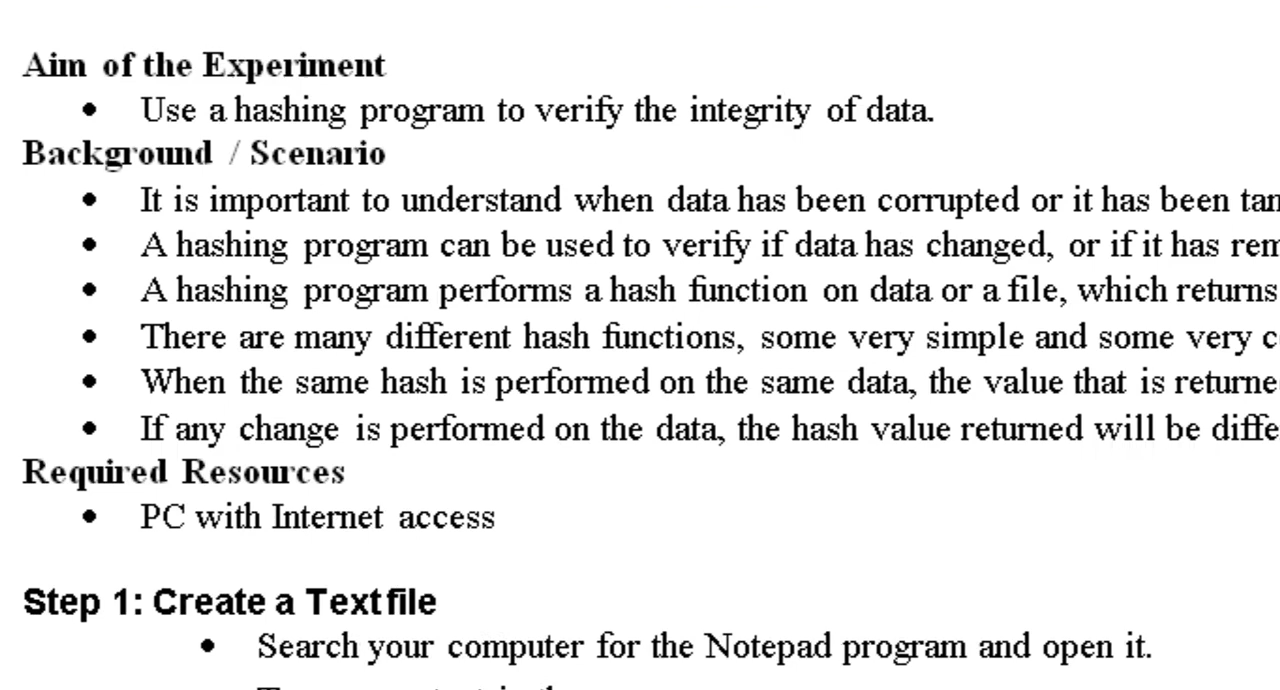 Aim of the Experiment
• Use a hashing program to verify the integrity of data.
Background / Scenario
• It is important to understand when data has been corrupted or it has been
• A hashing program can be used to verify if data has changed, or if it has
• A hashing program performs a hash function on data or a file, which returns
• There are many different hash functions, some very simple and some very
• When the same hash is performed on the same data, the value that is
• If any change is performed on the data, the hash value returned will be
Required Resources
• PC with Internet access
Step 1: Create a Text file
• Search your computer for the Notepad program and open it.